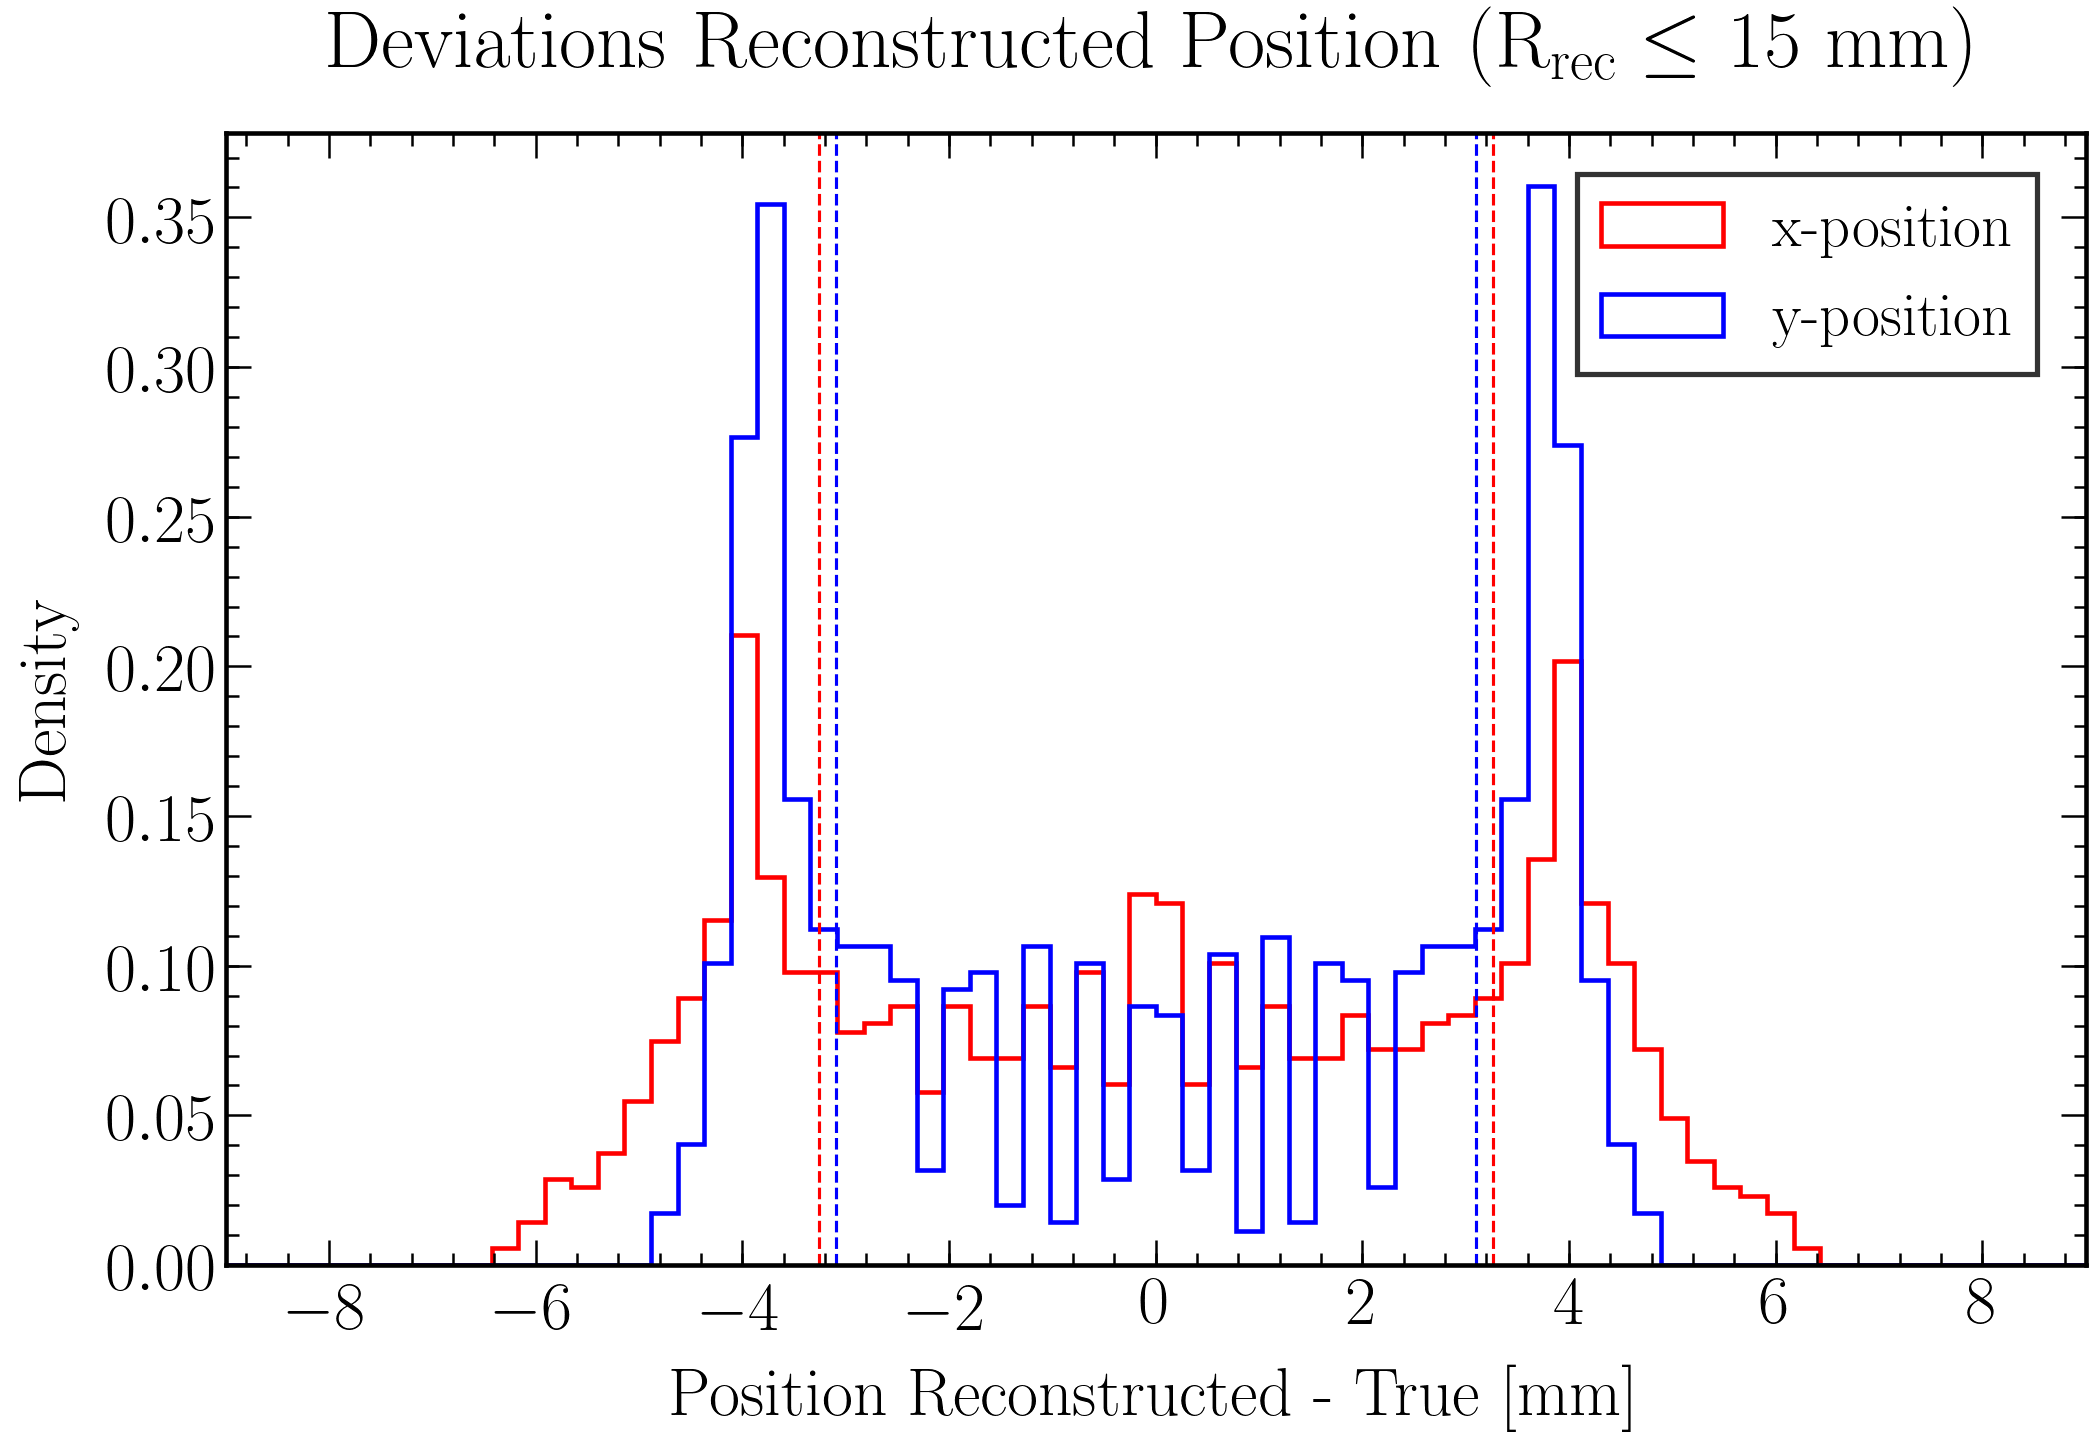 Deviations Reconstructed Position (R_rec ≤ 15 mm)
0.35
0.30
0.25
0.20
0.15
0.10
0.05
0.00
Density
x-position
y-position
−8 −6 −4 −2 0 2 4 6 8
Position Reconstructed - True [mm]